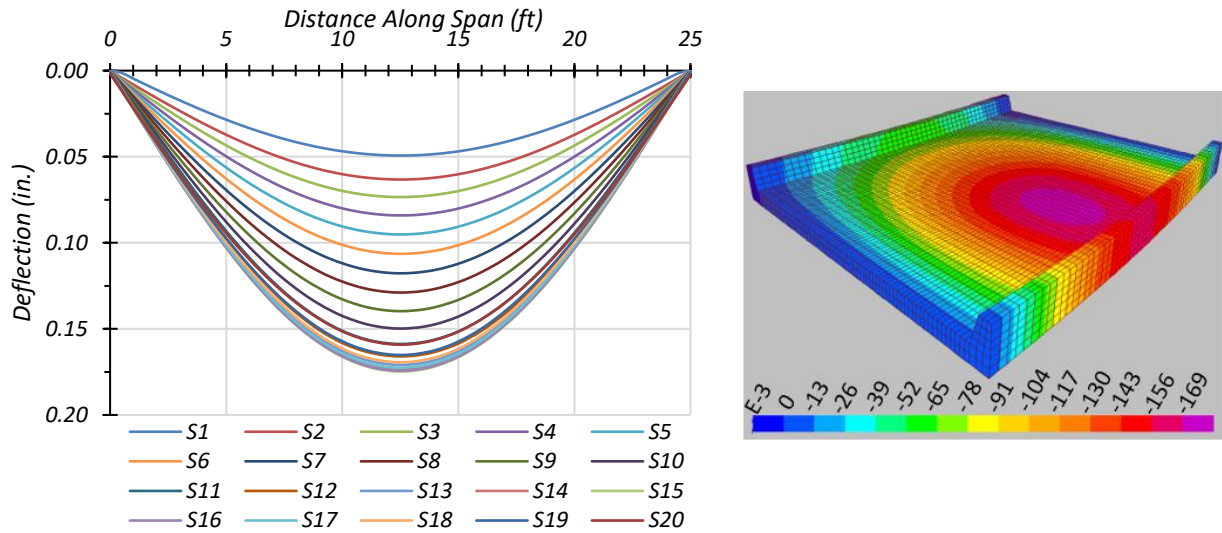 Distance Along Span (ft)
0 5 10 15 20 25
0.00
0.05
0.10
0.15
0.20
Deflection (in.)
S1 S2 S3 S4 S5
S6 S7 S8 S9 S10
S11 S12 S13 S14 S15
S16 S17 S18 S19 S20
E-3 0 -13 -26 -39 -52 -65 -78 -91 -104 -117 -130 -143 -156 -169